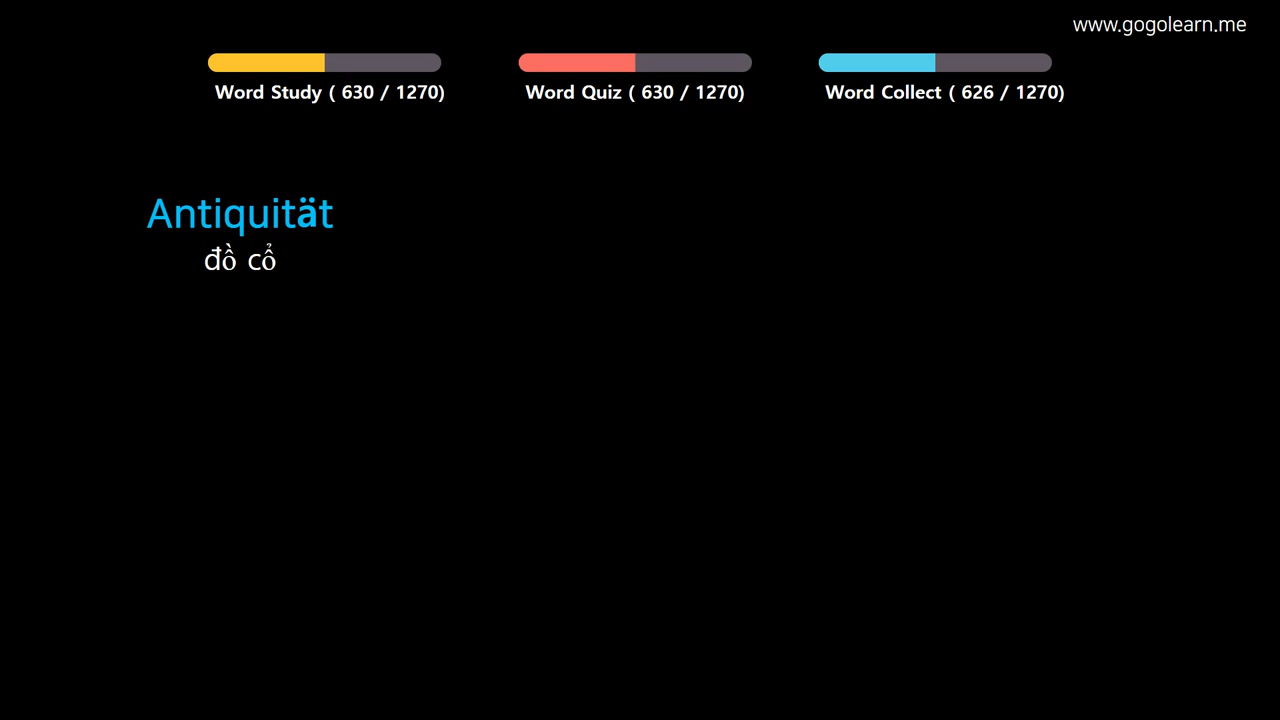 www.gogolearn.me
Word Study ( 630 / 1270)
Word Quiz ( 630 / 1270)
Word Collect ( 626 / 1270)
Antiquität
đồ cổ